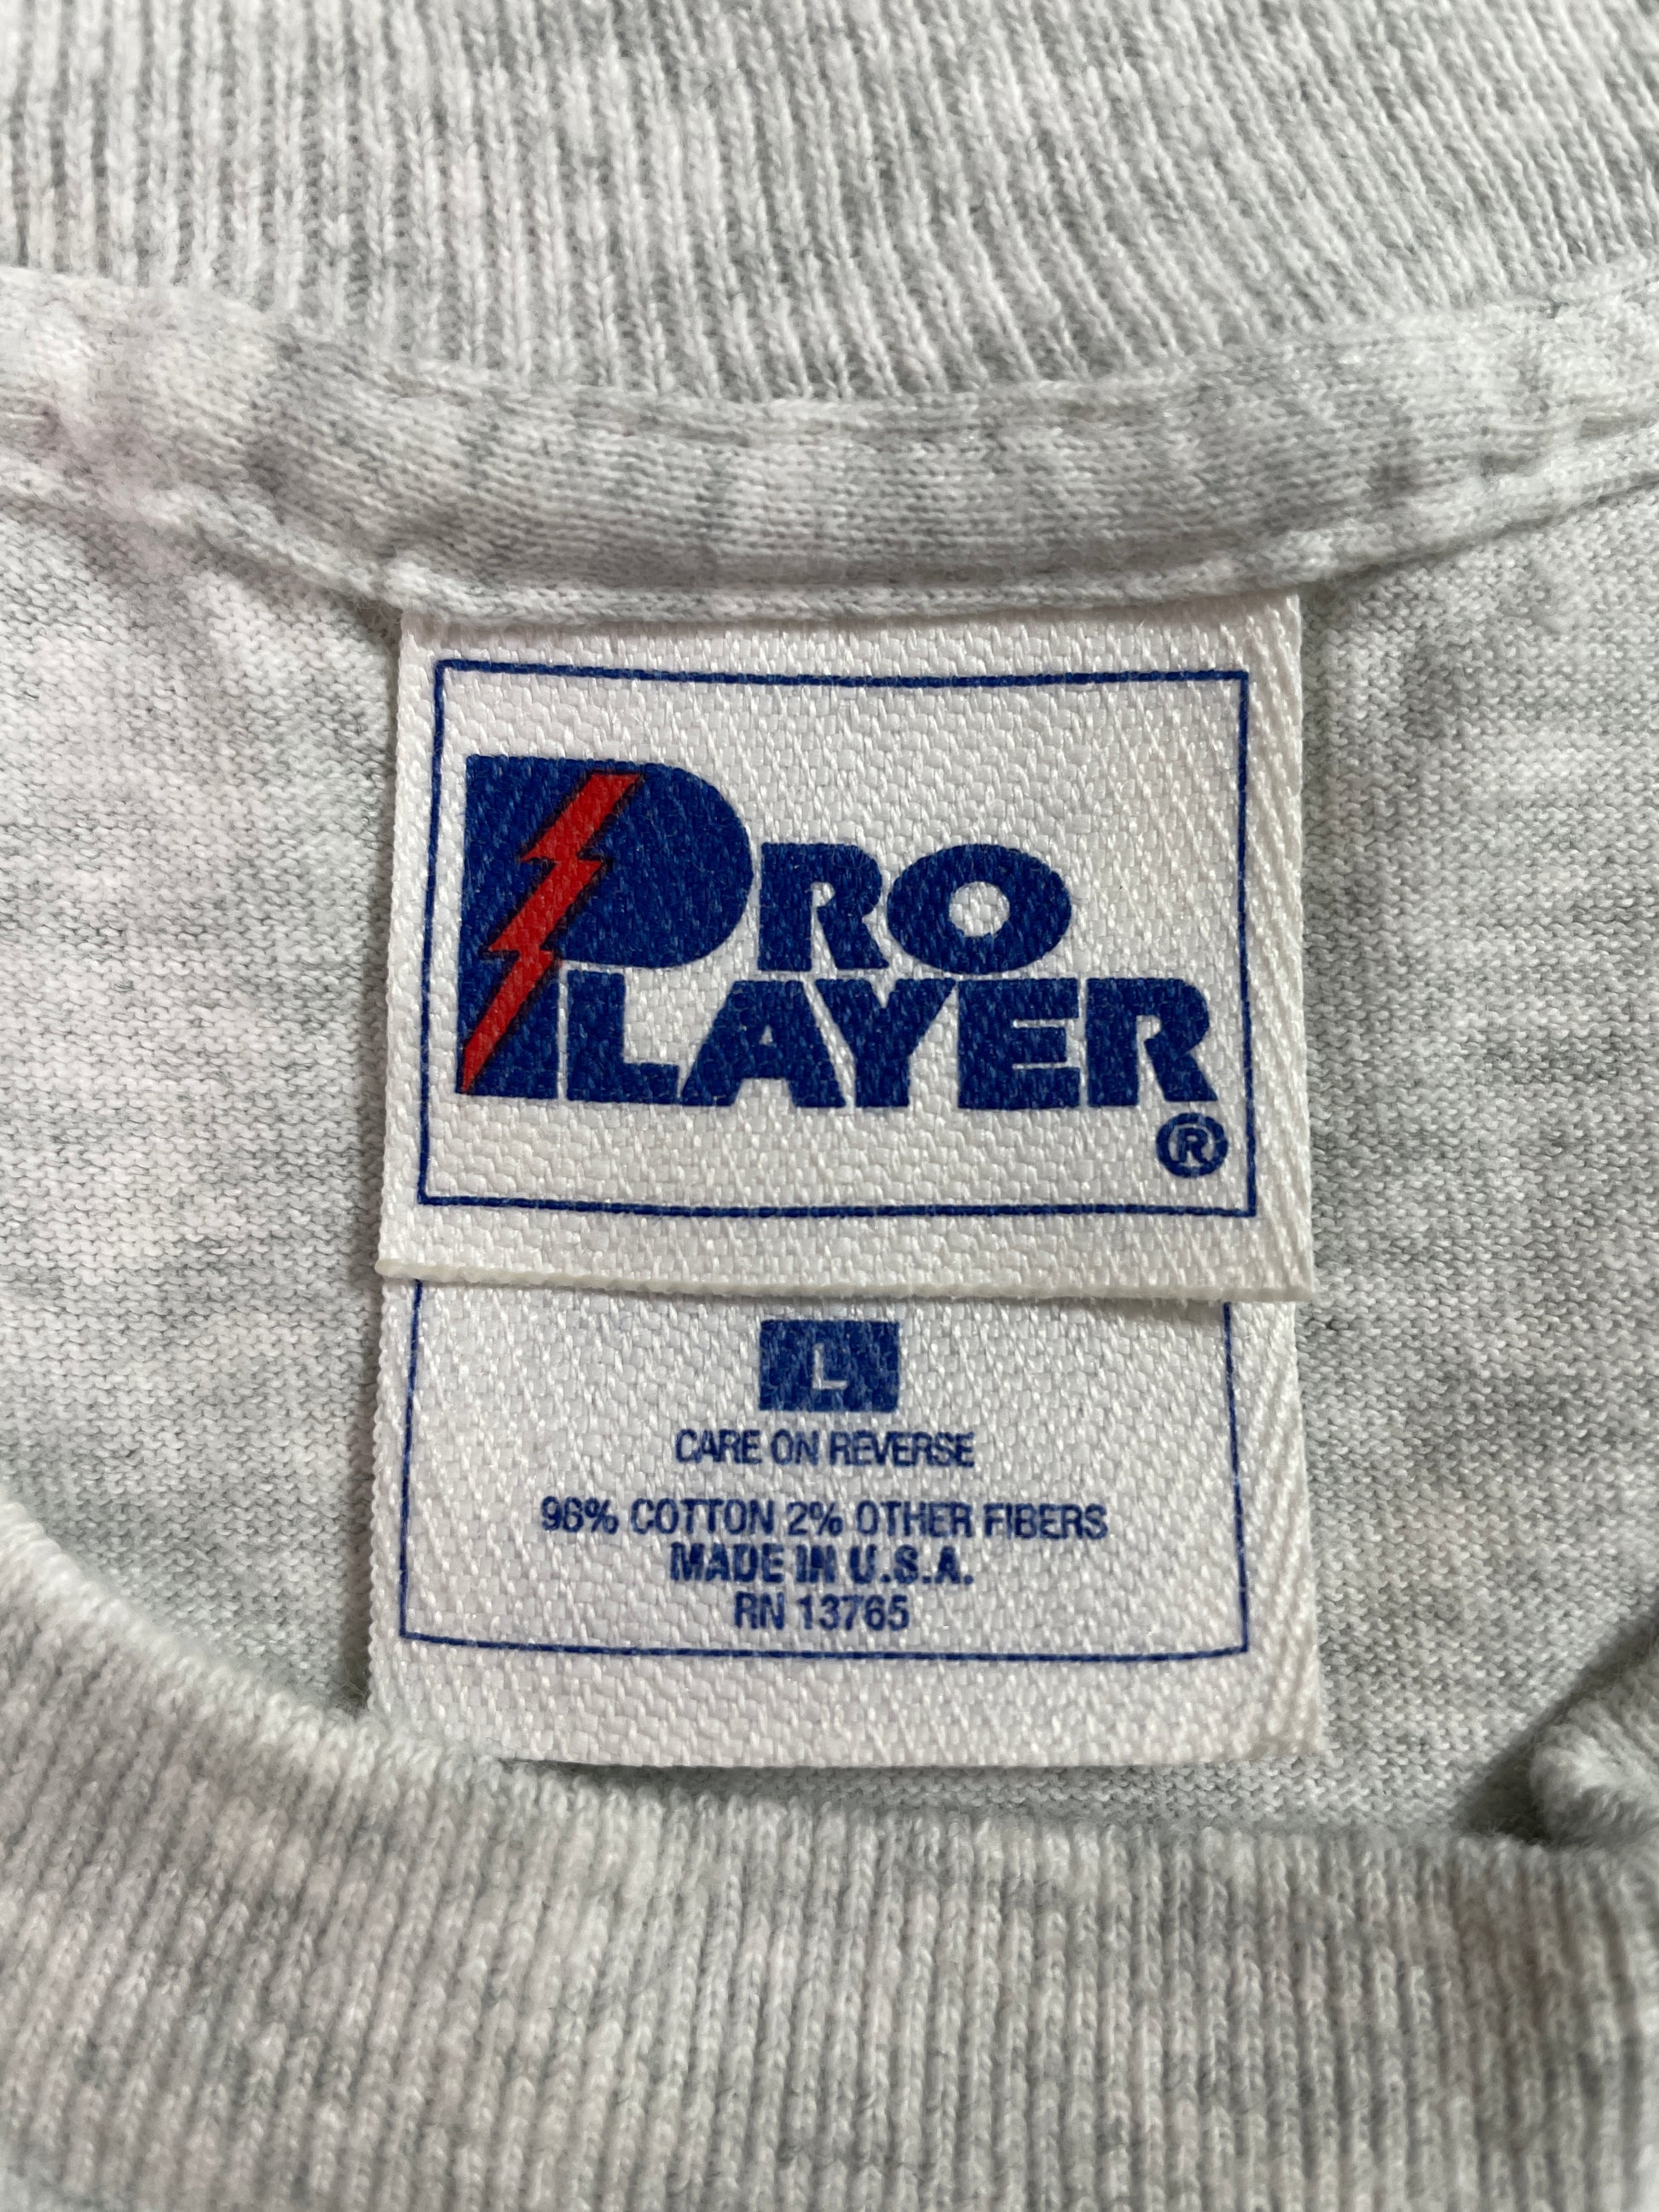 PRO
PLAYER
®
L
CARE ON REVERSE
98% COTTON 2% OTHER FIBERS
MADE IN U.S.A.
RN 13765